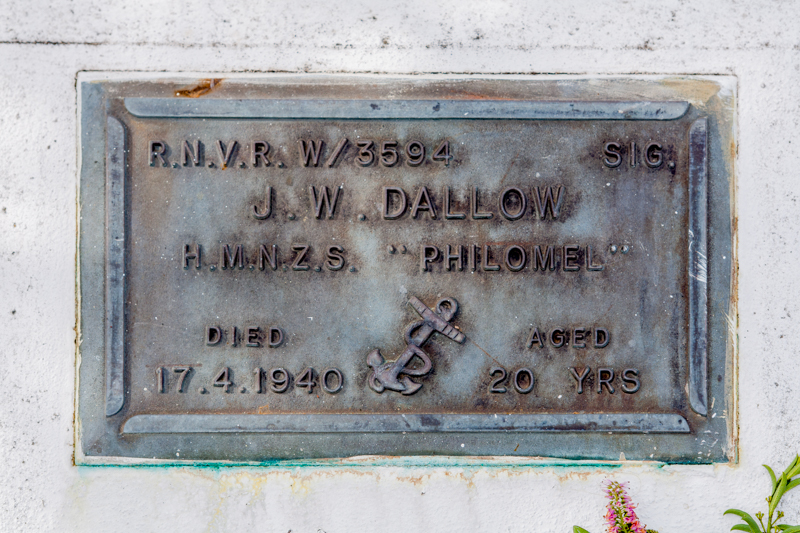 R.N.V.R. W/3594 SIG.
J. W. DALLOW
H.M.N.Z.S. "PHILOMEL"
DIED AGED
17.4.1940 20 YRS